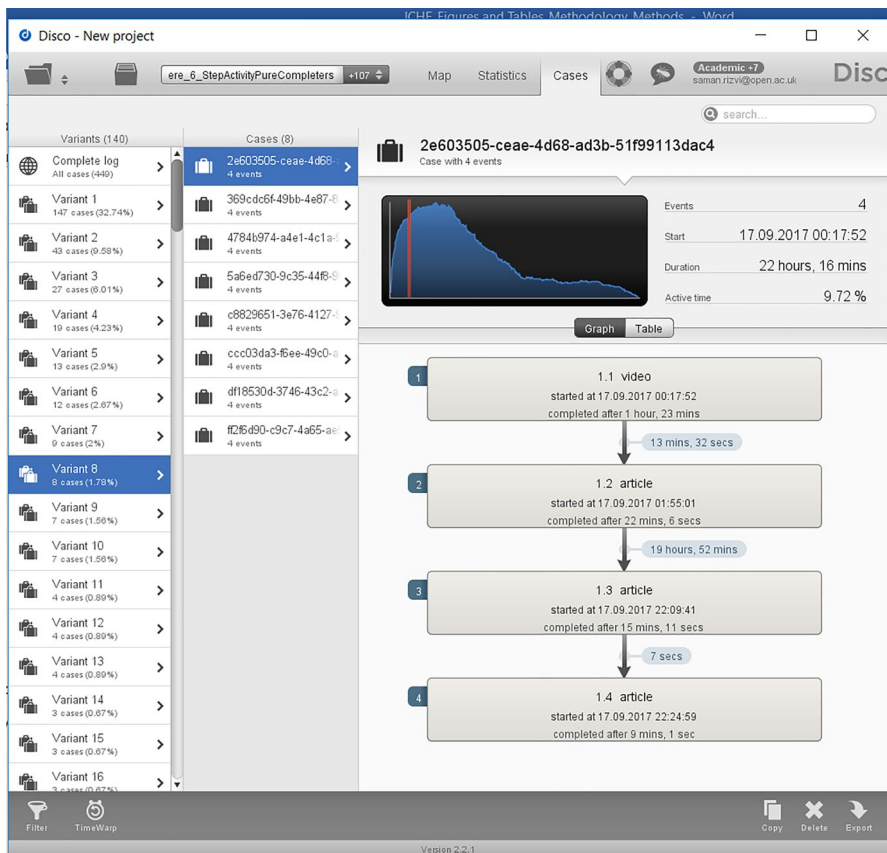 ICHE_Figures and Tables_Methodology_Methods - Word
Disco - New project
ere_6_StepActivityPureCompleters +107
Map Statistics Cases
Academic +7
saman.rizvi@open.ac.uk
Disc
search...
Variants (140)
Complete log
All cases (449)
Variant 1
147 cases (32.74%)
Variant 2
43 cases (9.58%)
Variant 3
27 cases (6.01%)
Variant 4
19 cases (4.23%)
Variant 5
13 cases (2.9%)
Variant 6
12 cases (2.67%)
Variant 7
9 cases (2%)
Variant 8
8 cases (1.78%)
Variant 9
7 cases (1.56%)
Variant 10
7 cases (1.56%)
Variant 11
4 cases (0.89%)
Variant 12
4 cases (0.89%)
Variant 13
4 cases (0.89%)
Variant 14
3 cases (0.67%)
Variant 15
3 cases (0.67%)
Variant 16
3 cases (0.67%)
Cases (8)
2e603505-ceae-4d68-
4 events
369cdc6f-49bb-4e87-8
4 events
4784b974-a4e1-4c1a-9
4 events
5a6ed730-9c35-44f8-9
4 events
c8829651-3e76-4127-9
4 events
ccc03da3-f6ee-49c0-a
4 events
df18530d-3746-43c2-a
4 events
ff2f6d90-c9c7-4a65-ae
4 events
2e603505-ceae-4d68-ad3b-51f99113dac4
Case with 4 events
Events 4
Start 17.09.2017 00:17:52
Duration 22 hours, 16 mins
Active time 9.72 %
Graph Table
1
1.1 video
started at 17.09.2017 00:17:52
completed after 1 hour, 23 mins
13 mins, 32 secs
2
1.2 article
started at 17.09.2017 01:55:01
completed after 22 mins, 6 secs
19 hours, 52 mins
3
1.3 article
started at 17.09.2017 22:09:41
completed after 15 mins, 11 secs
7 secs
4
1.4 article
started at 17.09.2017 22:24:59
completed after 9 mins, 1 sec
Filter TimeWarp Copy Delete Export
Version 2.2.1